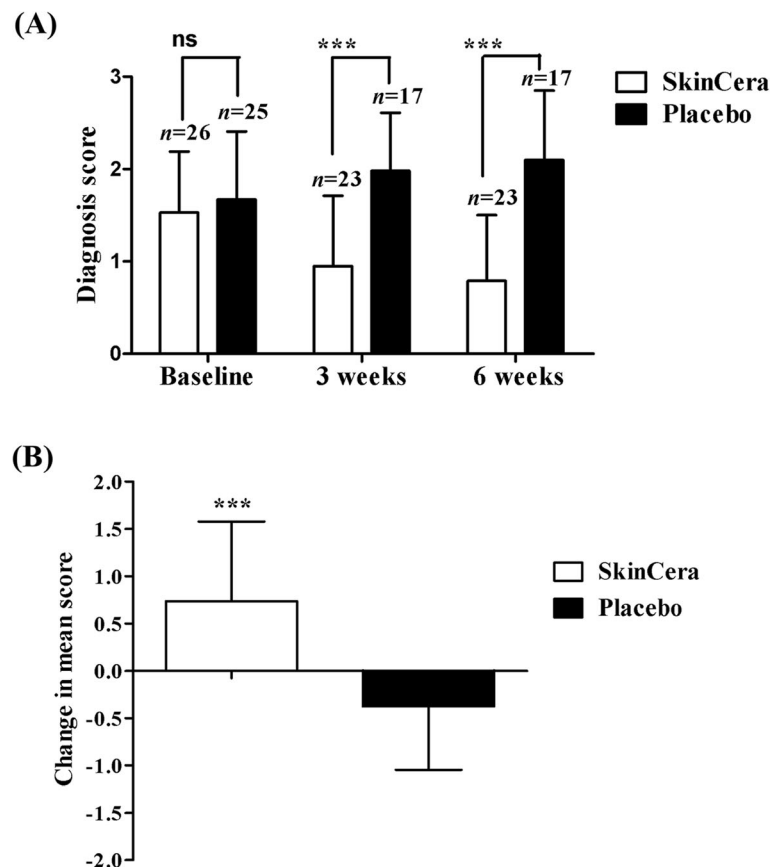 (A)
ns
***
***
3
2
1
0
Diagnosis score
n=26
n=25
n=23
n=17
n=23
n=17
SkinCera
Placebo
Baseline
3 weeks
6 weeks
(B)
2.0
1.5
1.0
0.5
0.0
-0.5
-1.0
-1.5
-2.0
Change in mean score
***
SkinCera
Placebo